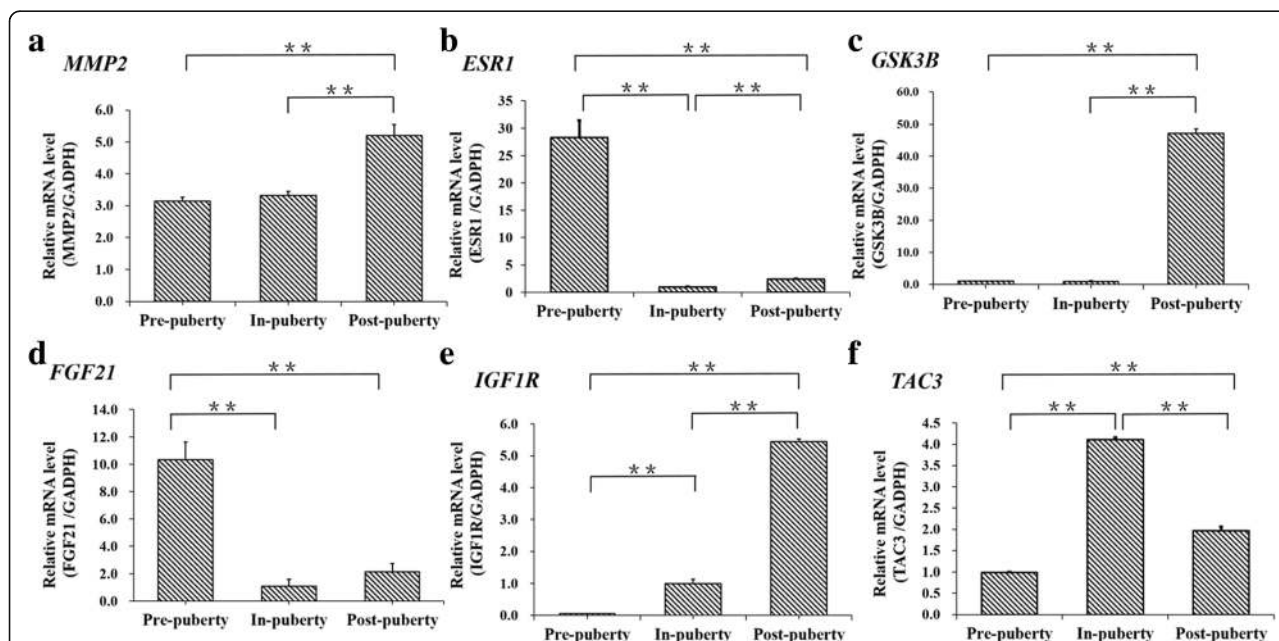 a
MMP2
**
**
Relative mRNA level
(MMP2/GADPH)
6.0
5.0
4.0
3.0
2.0
1.0
0.0
Pre-puberty In-puberty Post-puberty
b
ESR1
**
**
**
Relative mRNA level
(ESR1 /GADPH)
35
30
25
20
15
10
5
0
Pre-puberty In-puberty Post-puberty
c
GSK3B
**
**
Relative mRNA level
(GSK3B/GADPH)
60.0
50.0
40.0
30.0
20.0
10.0
0.0
Pre-puberty In-puberty Post-puberty
d
FGF21
**
**
Relative mRNA level
(FGF21 /GADPH)
14.0
12.0
10.0
8.0
6.0
4.0
2.0
0.0
Pre-puberty In-puberty Post-puberty
e
IGF1R
**
**
**
Relative mRNA level
(IGF1R/GADPH)
6.0
5.0
4.0
3.0
2.0
1.0
0.0
Pre-puberty In-puberty Post-puberty
f
TAC3
**
**
**
Relative mRNA level
(TAC3 /GADPH)
4.5
4.0
3.5
3.0
2.5
2.0
1.5
1.0
0.5
0.0
Pre-puberty In-puberty Post-puberty